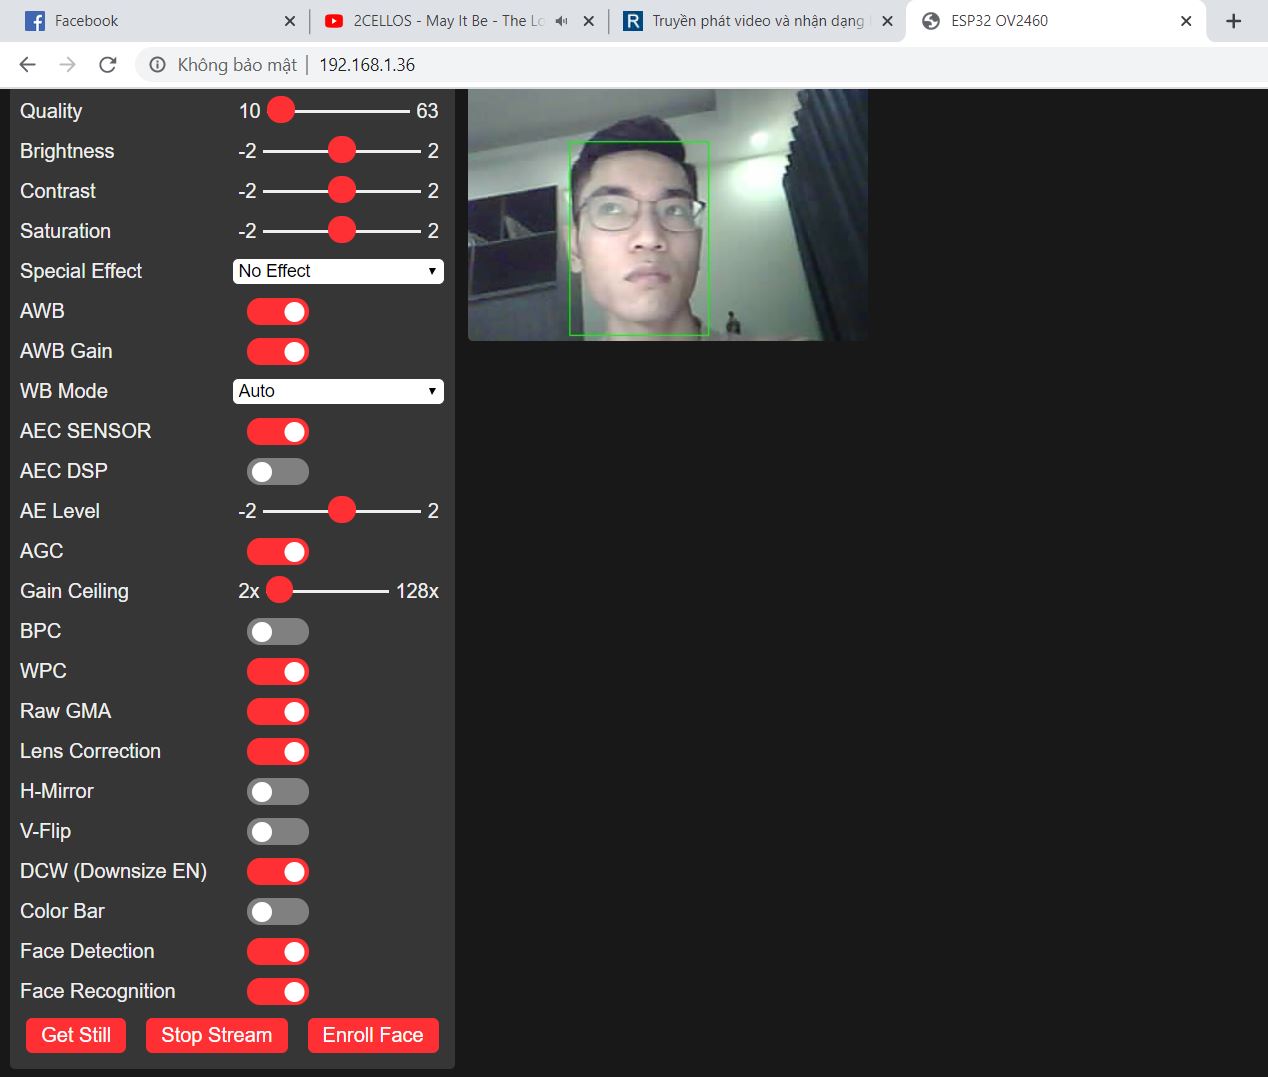 Facebook
2CELLOS - May It Be - The Lo
Truyền phát video và nhận dạng
ESP32 OV2460
Không bảo mật | 192.168.1.36
Quality 10 63
Brightness -2 2
Contrast -2 2
Saturation -2 2
Special Effect No Effect
AWB
AWB Gain
WB Mode Auto
AEC SENSOR
AEC DSP
AE Level -2 2
AGC
Gain Ceiling 2x 128x
BPC
WPC
Raw GMA
Lens Correction
H-Mirror
V-Flip
DCW (Downsize EN)
Color Bar
Face Detection
Face Recognition
Get Still Stop Stream Enroll Face